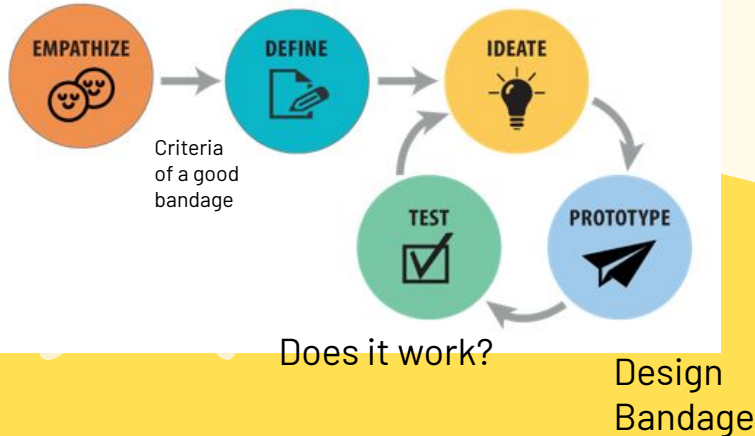 EMPATHIZE
DEFINE
IDEATE
Criteria
of a good
bandage
TEST
PROTOTYPE
Does it work?
Design
Bandage